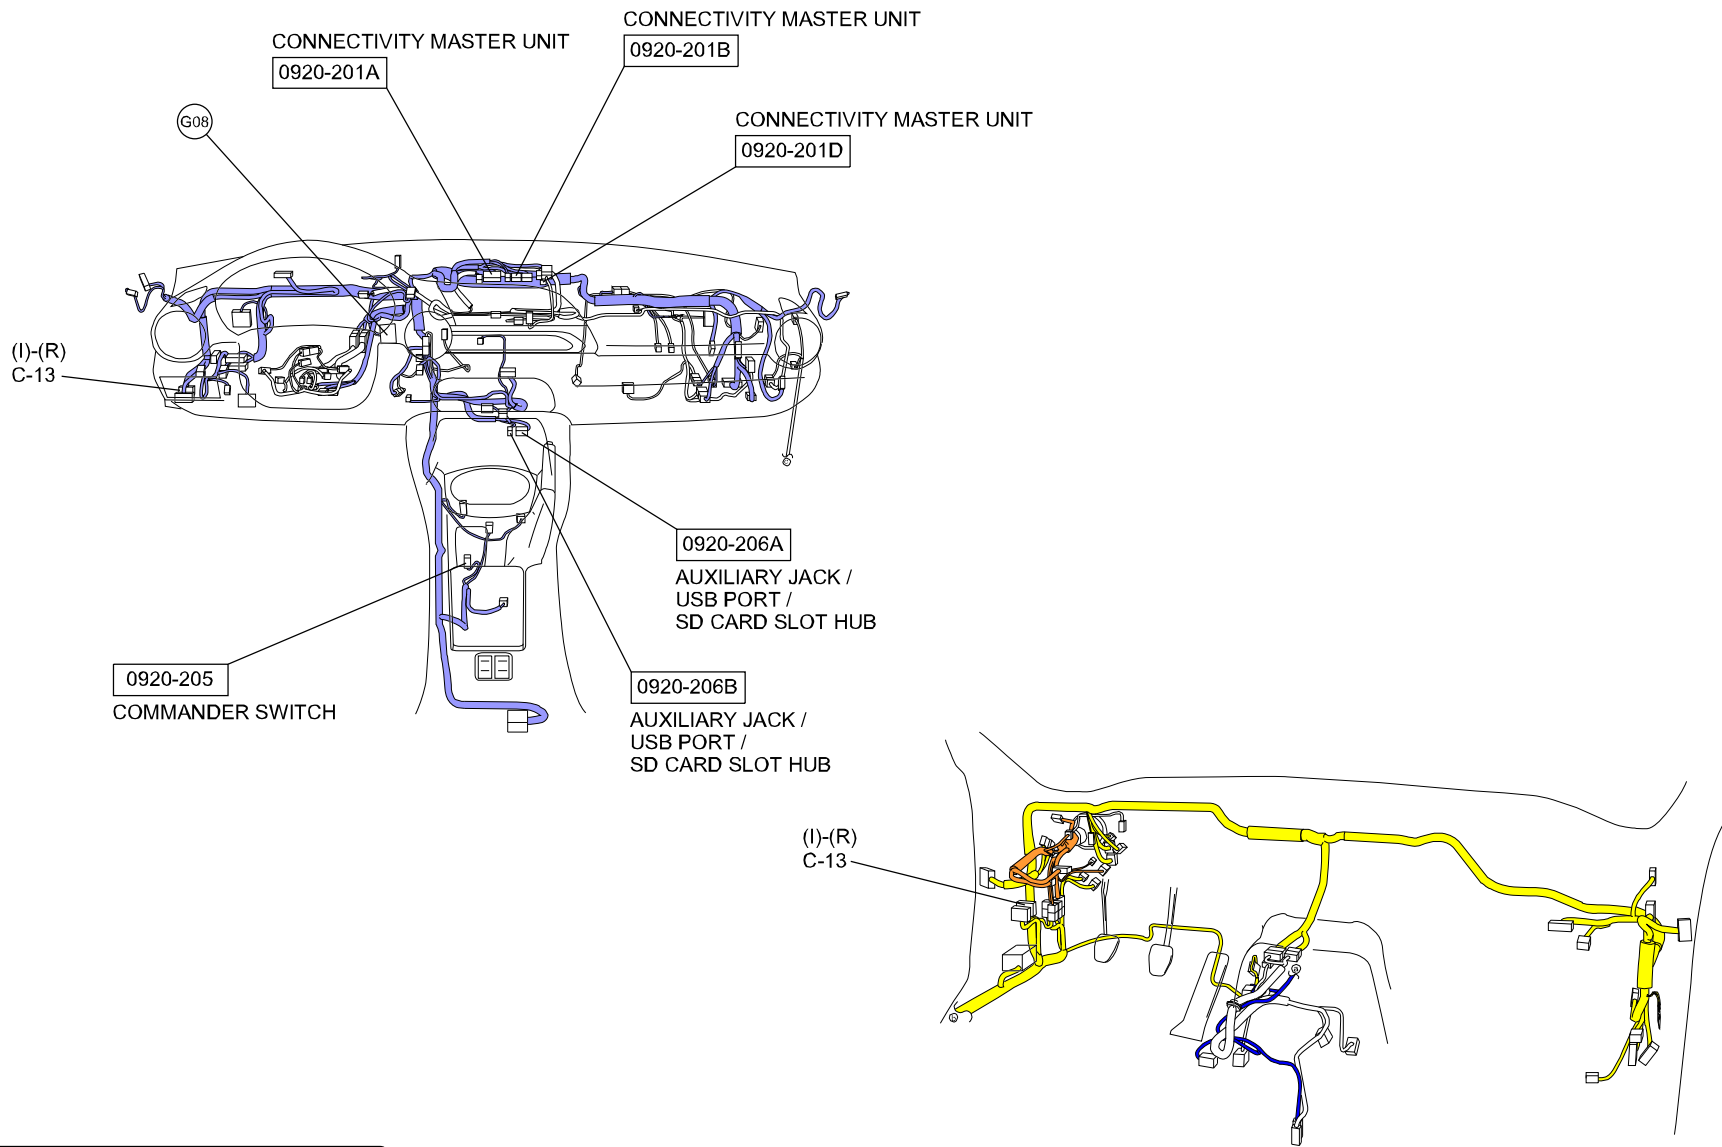 CONNECTIVITY MASTER UNIT
0920-201B
CONNECTIVITY MASTER UNIT
0920-201A
G08
CONNECTIVITY MASTER UNIT
0920-201D
(I)-(R)
C-13
0920-206A
AUXILIARY JACK /
USB PORT /
SD CARD SLOT HUB
0920-205
COMMANDER SWITCH
0920-206B
AUXILIARY JACK /
USB PORT /
SD CARD SLOT HUB
(I)-(R)
C-13